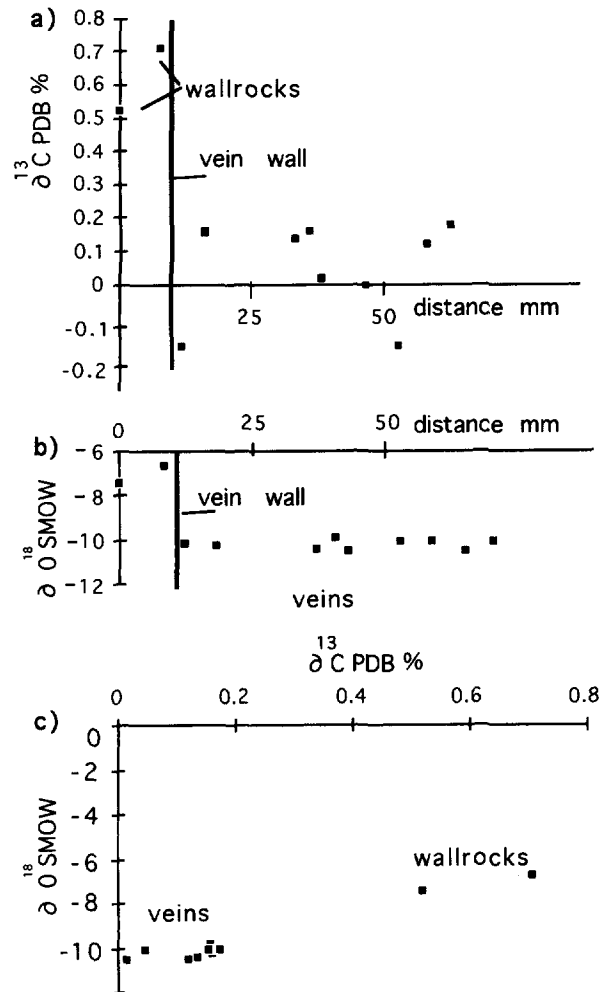 a)
0.8
0.7
0.6
0.5
0.4
0.3
0.2
0.1
0
-0.1
-0.2
13
∂ C PDB %
wallrocks
vein wall
25
50
distance mm
b)
0
25
50
distance mm
-6
-8
-10
-12
18
∂ O SMOW
vein wall
veins
13
∂ C PDB %
c)
0
0.2
0.4
0.6
0.8
0
-2
-4
-6
-8
-10
18
∂ O SMOW
wallrocks
veins